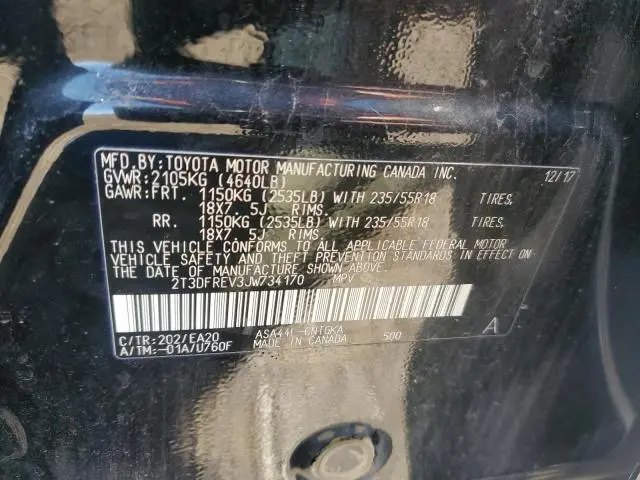 MFD.BY:TOYOTA MOTOR MANUFACTURING CANADA INC. 12/17
GVWR:2105KG (4640LB)
GAWR:FRT. 1150KG (2535LB) WITH 235/55R18 TIRES,
18X7. 5J RIMS.
RR. 1150KG (2535LB) WITH 235/55R18 TIRES,
18X7. 5J RIMS.
THIS VEHICLE CONFORMS TO ALL APPLICABLE FEDERAL MOTOR
VEHICLE SAFETY AND BUMPER STANDARDS IN EFFECT ON
THE DATE OF MANUFACTURE SHOWN ABOVE.
2T3DFREV3JW734170 MPV
C/TR:202/EA20 ASA44L-CNTGKA 500 A
A/TM:-01A/U760F MADE IN CANADA